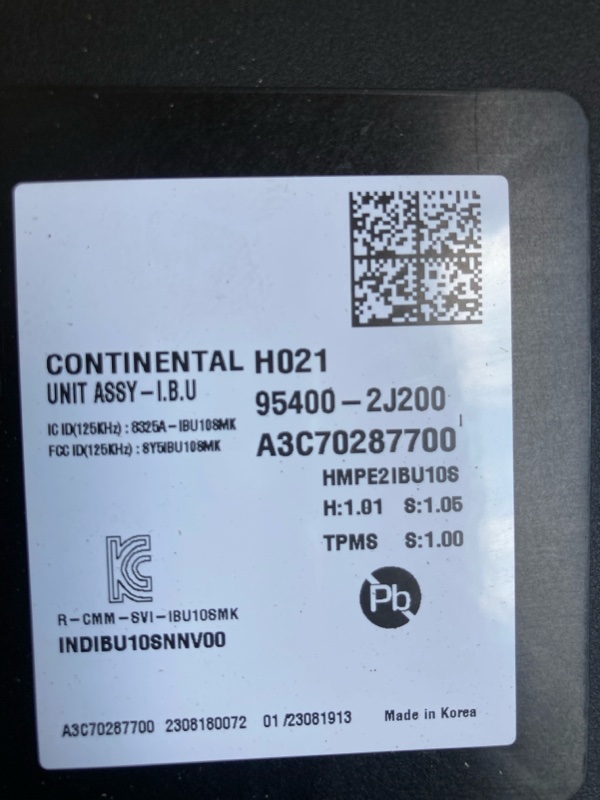 CONTINENTAL H021
UNIT ASSY-I.B.U
95400-2J200
IC ID(125KHz) : 8325A-IBU10SMK
FCC ID(125KHz) : SY5IBU10SMK
A3C70287700
HMPE2IBU10S
H:1.01 S:1.05
TPMS S:1.00
Pb
R-CMM-SVI-IBU10SMK
INDIBU10SNNV00
A3C70287700 2308180072 01/23081913 Made in Korea